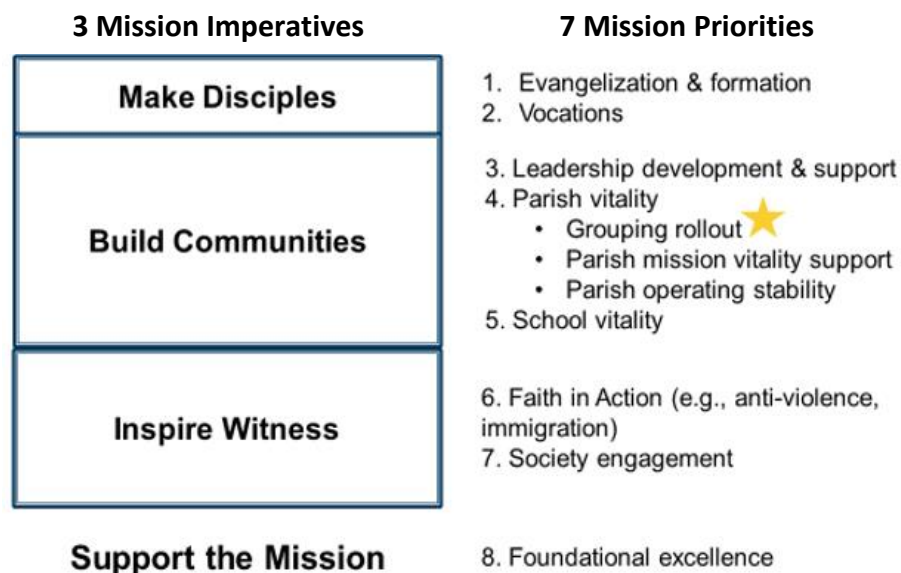 3 Mission Imperatives
7 Mission Priorities
Make Disciples
1. Evangelization & formation
2. Vocations
Build Communities
3. Leadership development & support
4. Parish vitality
• Grouping rollout
• Parish mission vitality support
• Parish operating stability
5. School vitality
Inspire Witness
6. Faith in Action (e.g., anti-violence,
immigration)
7. Society engagement
Support the Mission
8. Foundational excellence